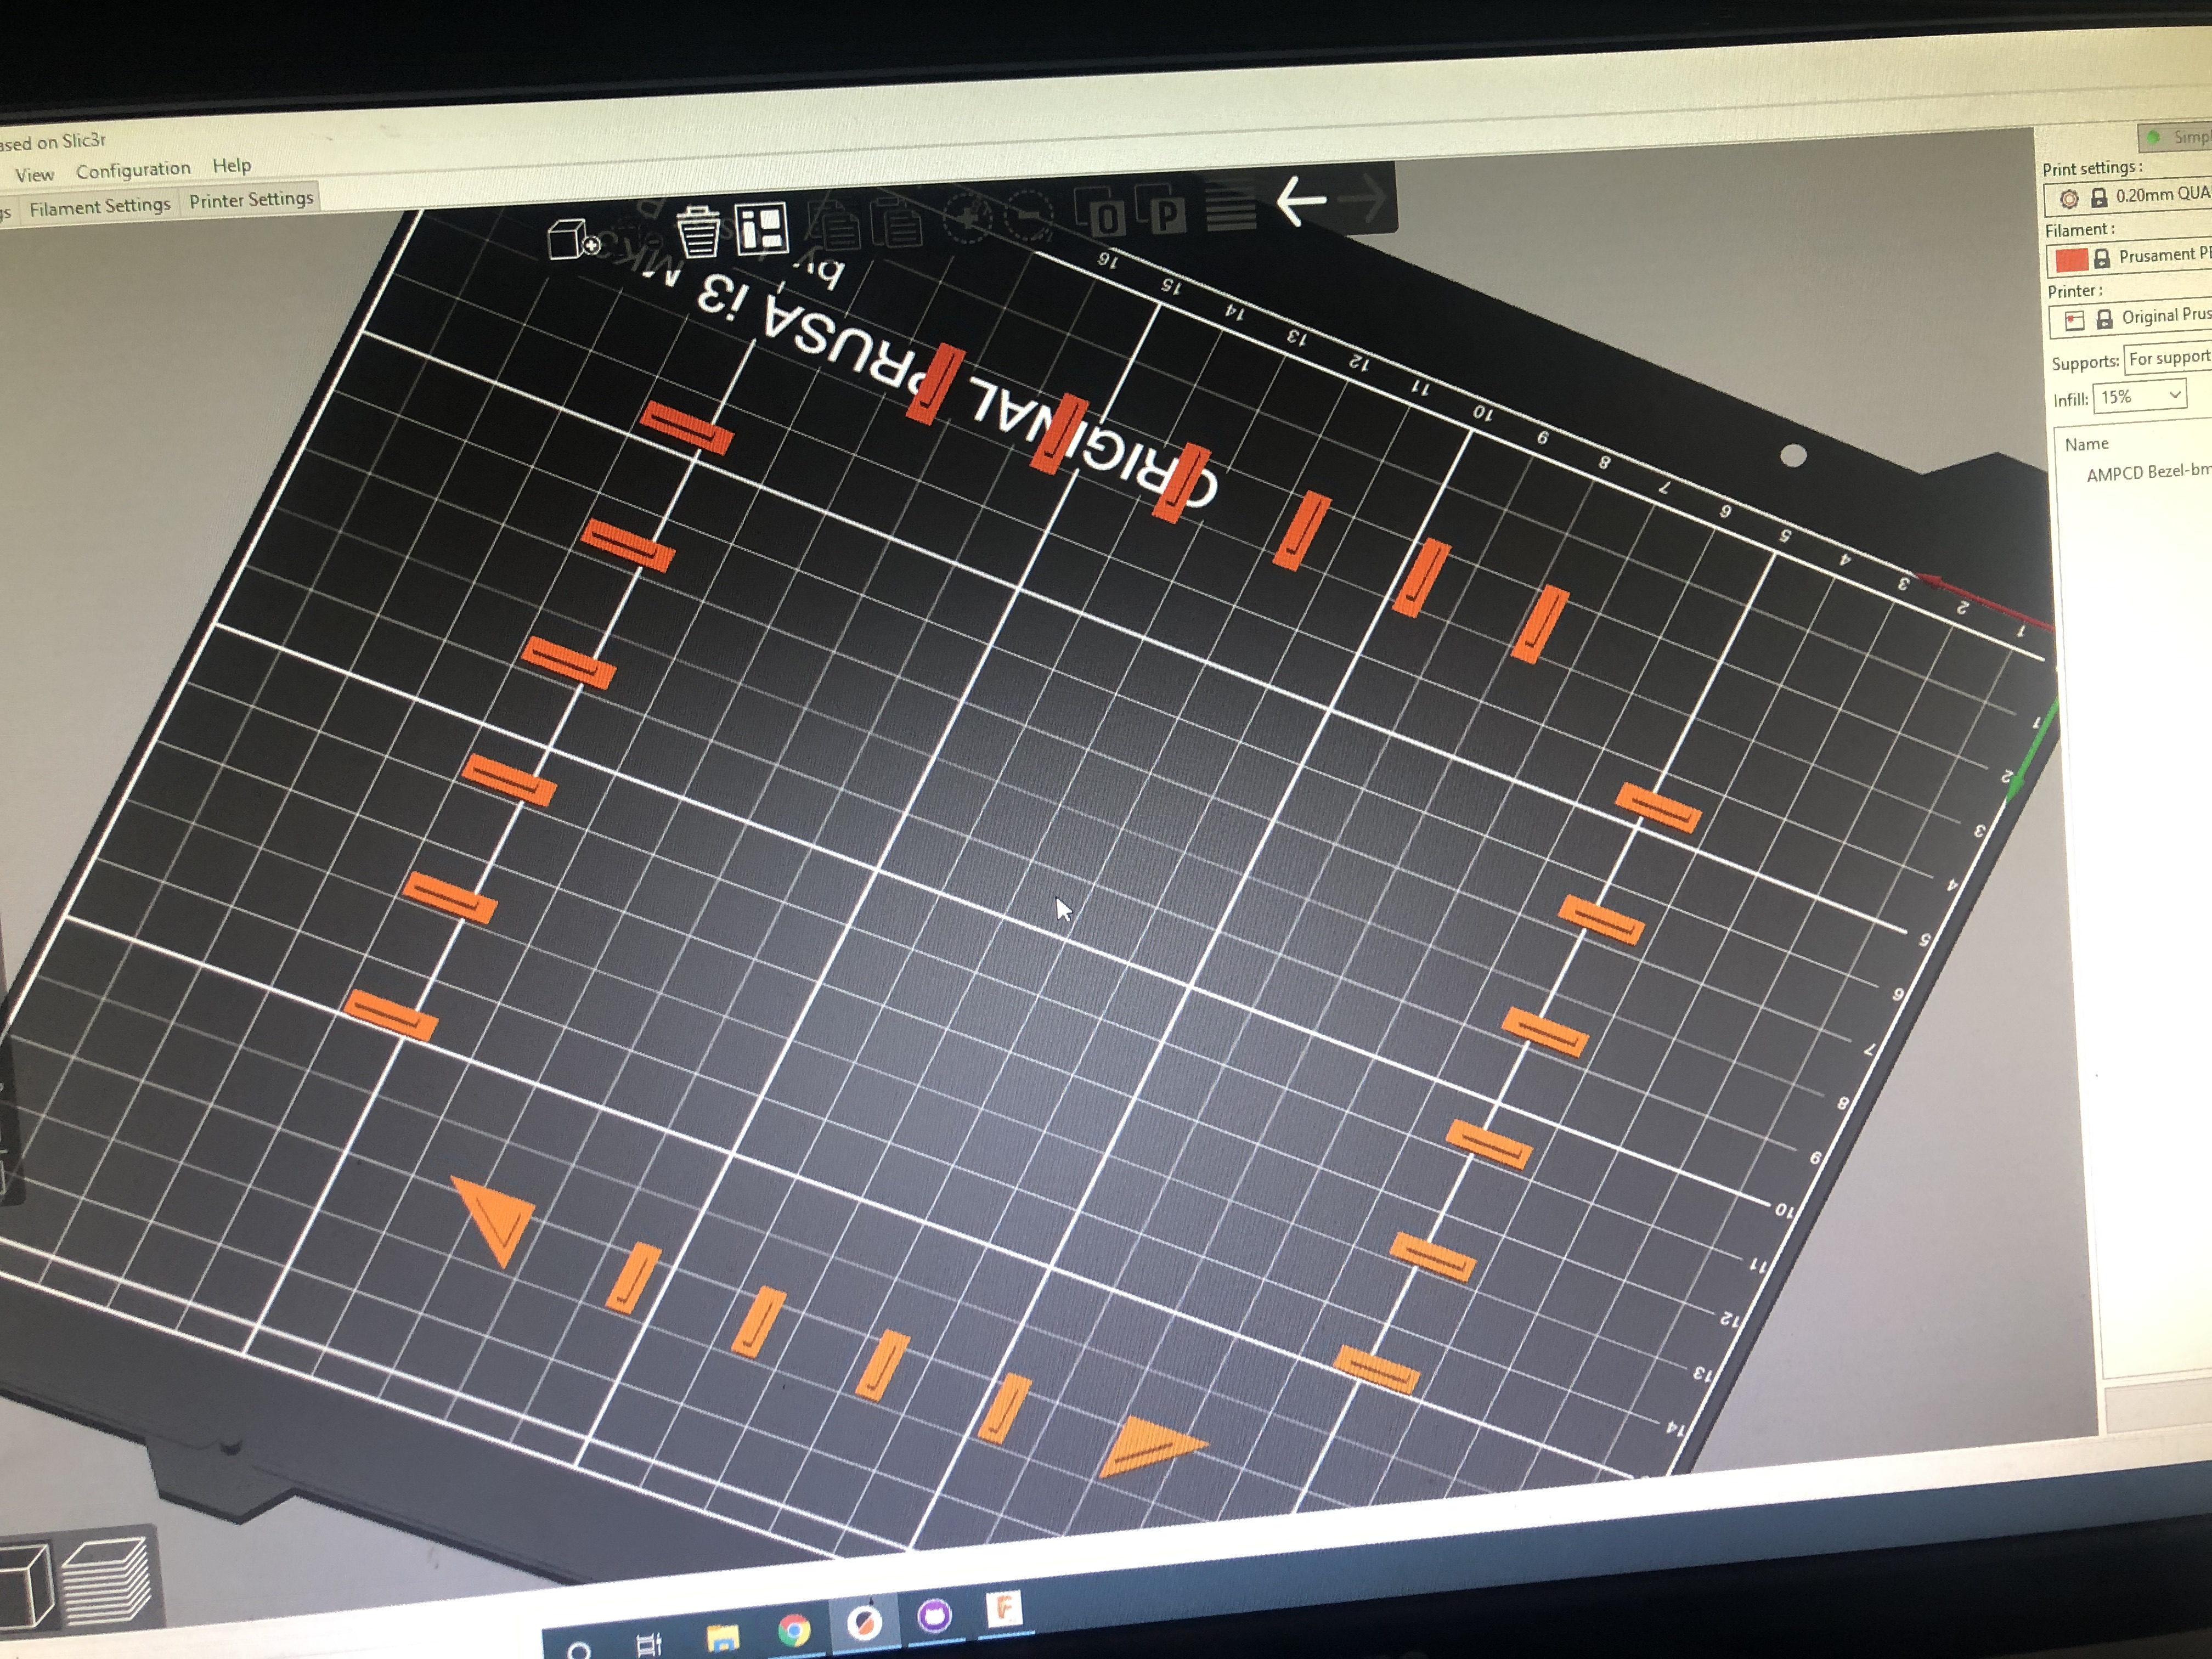 ased on Slic3r
View Configuration Help
gs Filament Settings Printer Settings
Simpl
Print settings :
0.20mm QUA
Filament :
Prusament P
Printer :
Original Prus
Supports: For support
Infill: 15%
Name
AMPCD Bezel-bm
O P
by
ORIGINAL PRUSA i3 MK3
16 15 14 13 12 11 10 9 8 7 6 5 4 3 2 1
1
2
3
4
5
6
7
8
9
10
11
12
13
14
F